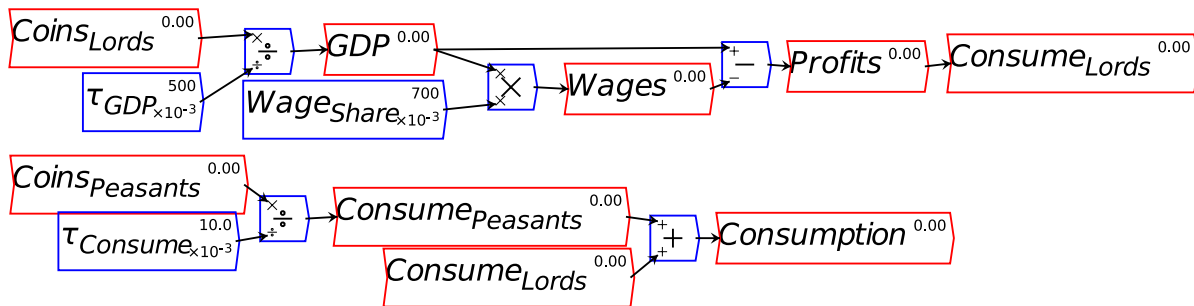 Coins_Lords 0.00
÷
× ÷
GDP 0.00
τ_GDP 500 ×10⁻³
Wage_Share 700 ×10⁻³
×
× ×
Wages 0.00
−
+ −
Profits 0.00
Consume_Lords 0.00
Coins_Peasants 0.00
τ_Consume 10.0 ×10⁻³
÷
× ÷
Consume_Peasants 0.00
Consume_Lords 0.00
+
+ +
Consumption 0.00